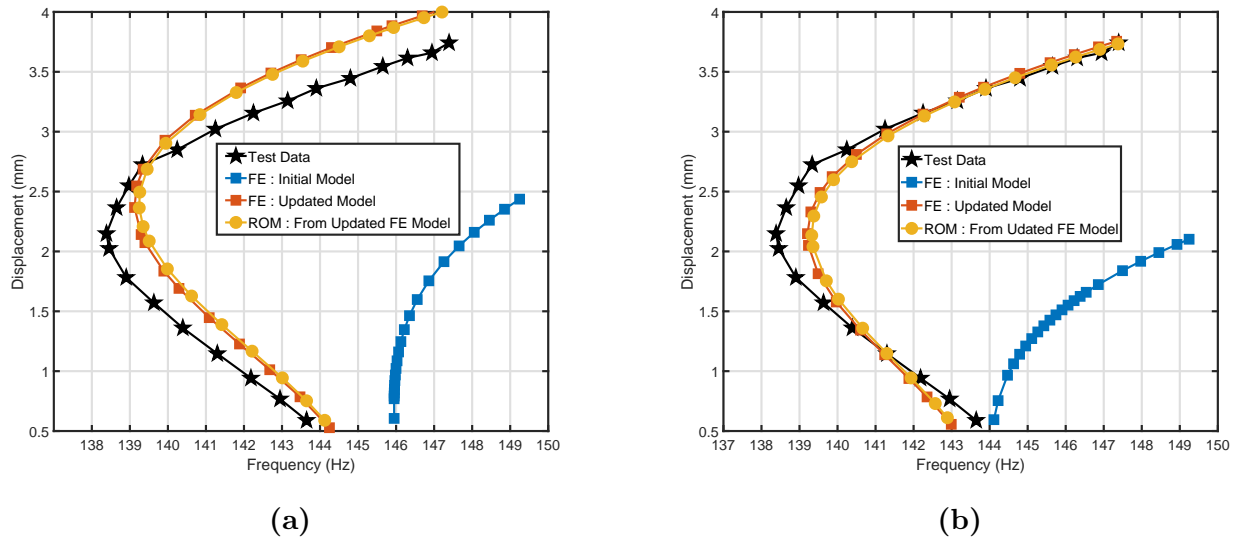 4
3.5
3
2.5
2
1.5
1
0.5
Displacement (mm)
Test Data
FE : Initial Model
FE : Updated Model
ROM : From Updated FE Model
138 139 140 141 142 143 144 145 146 147 148 149 150
Frequency (Hz)
(a)
4
3.5
3
2.5
2
1.5
1
0.5
Displacement (mm)
Test Data
FE : Initial Model
FE : Updated Model
ROM : From Udated FE Model
137 138 139 140 141 142 143 144 145 146 147 148 149 150
Frequency (Hz)
(b)